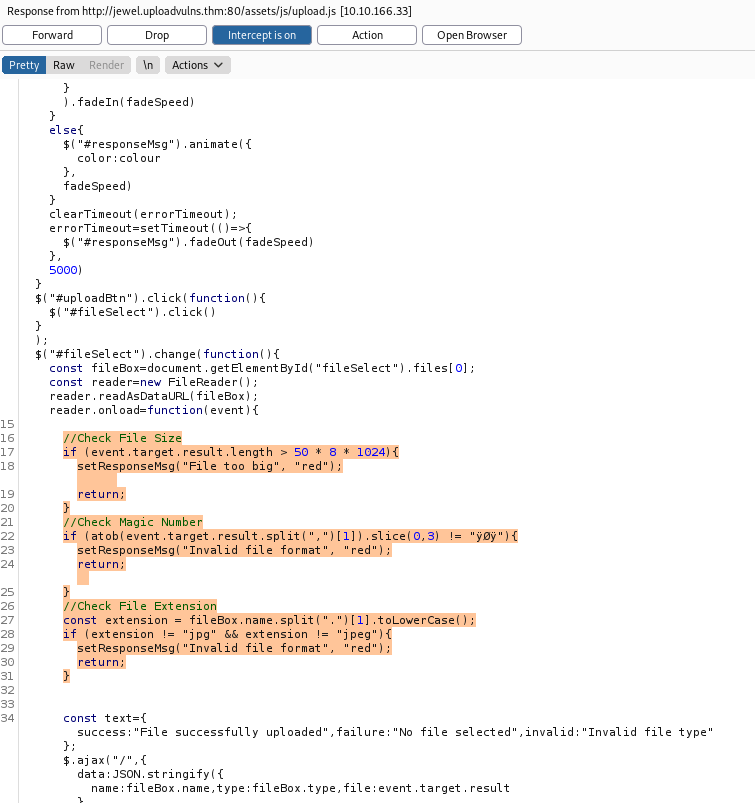 Response from http://jewel.uploadvulns.thm:80/assets/js/upload.js [10.10.166.33]
Forward Drop Intercept is on Action Open Browser
Pretty Raw Render \n Actions
}
).fadeIn(fadeSpeed)
}
else{
$("#responseMsg").animate({
color:colour
},
fadeSpeed)
}
clearTimeout(errorTimeout);
errorTimeout=setTimeout(()=>{
$("#responseMsg").fadeOut(fadeSpeed)
},
5000)
}
$("#uploadBtn").click(function(){
$("#fileSelect").click()
}
);
$("#fileSelect").change(function(){
const fileBox=document.getElementById("fileSelect").files[0];
const reader=new FileReader();
reader.readAsDataURL(fileBox);
reader.onload=function(event){
15
16 //Check File Size
17 if (event.target.result.length > 50 * 8 * 1024){
18 setResponseMsg("File too big", "red");
19 return;
20 }
21 //Check Magic Number
22 if (atob(event.target.result.split(",")[1]).slice(0,3) != "ÿØÿ"){
23 setResponseMsg("Invalid file format", "red");
24 return;
25 }
26 //Check File Extension
27 const extension = fileBox.name.split(".")[1].toLowerCase();
28 if (extension != "jpg" && extension != "jpeg"){
29 setResponseMsg("Invalid file format", "red");
30 return;
31 }
32
33
34 const text={
success:"File successfully uploaded",failure:"No file selected",invalid:"Invalid file type"
};
$.ajax("/",{
data:JSON.stringify({
name:fileBox.name,type:fileBox.type,file:event.target.result
}